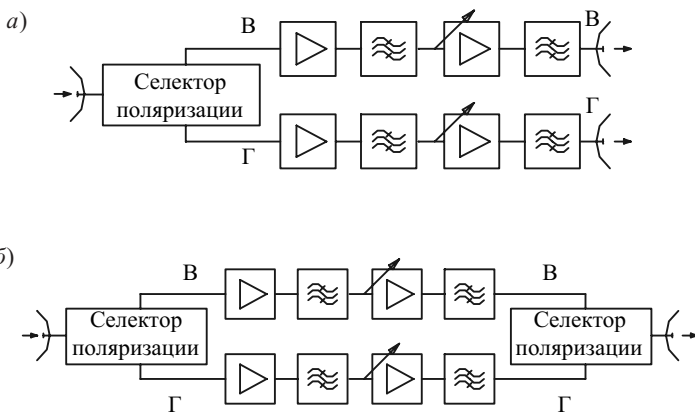 а)
В
В
Селектор
поляризации
Г
Г
б)
В
В
Селектор
поляризации
Селектор
поляризации
Г
Г